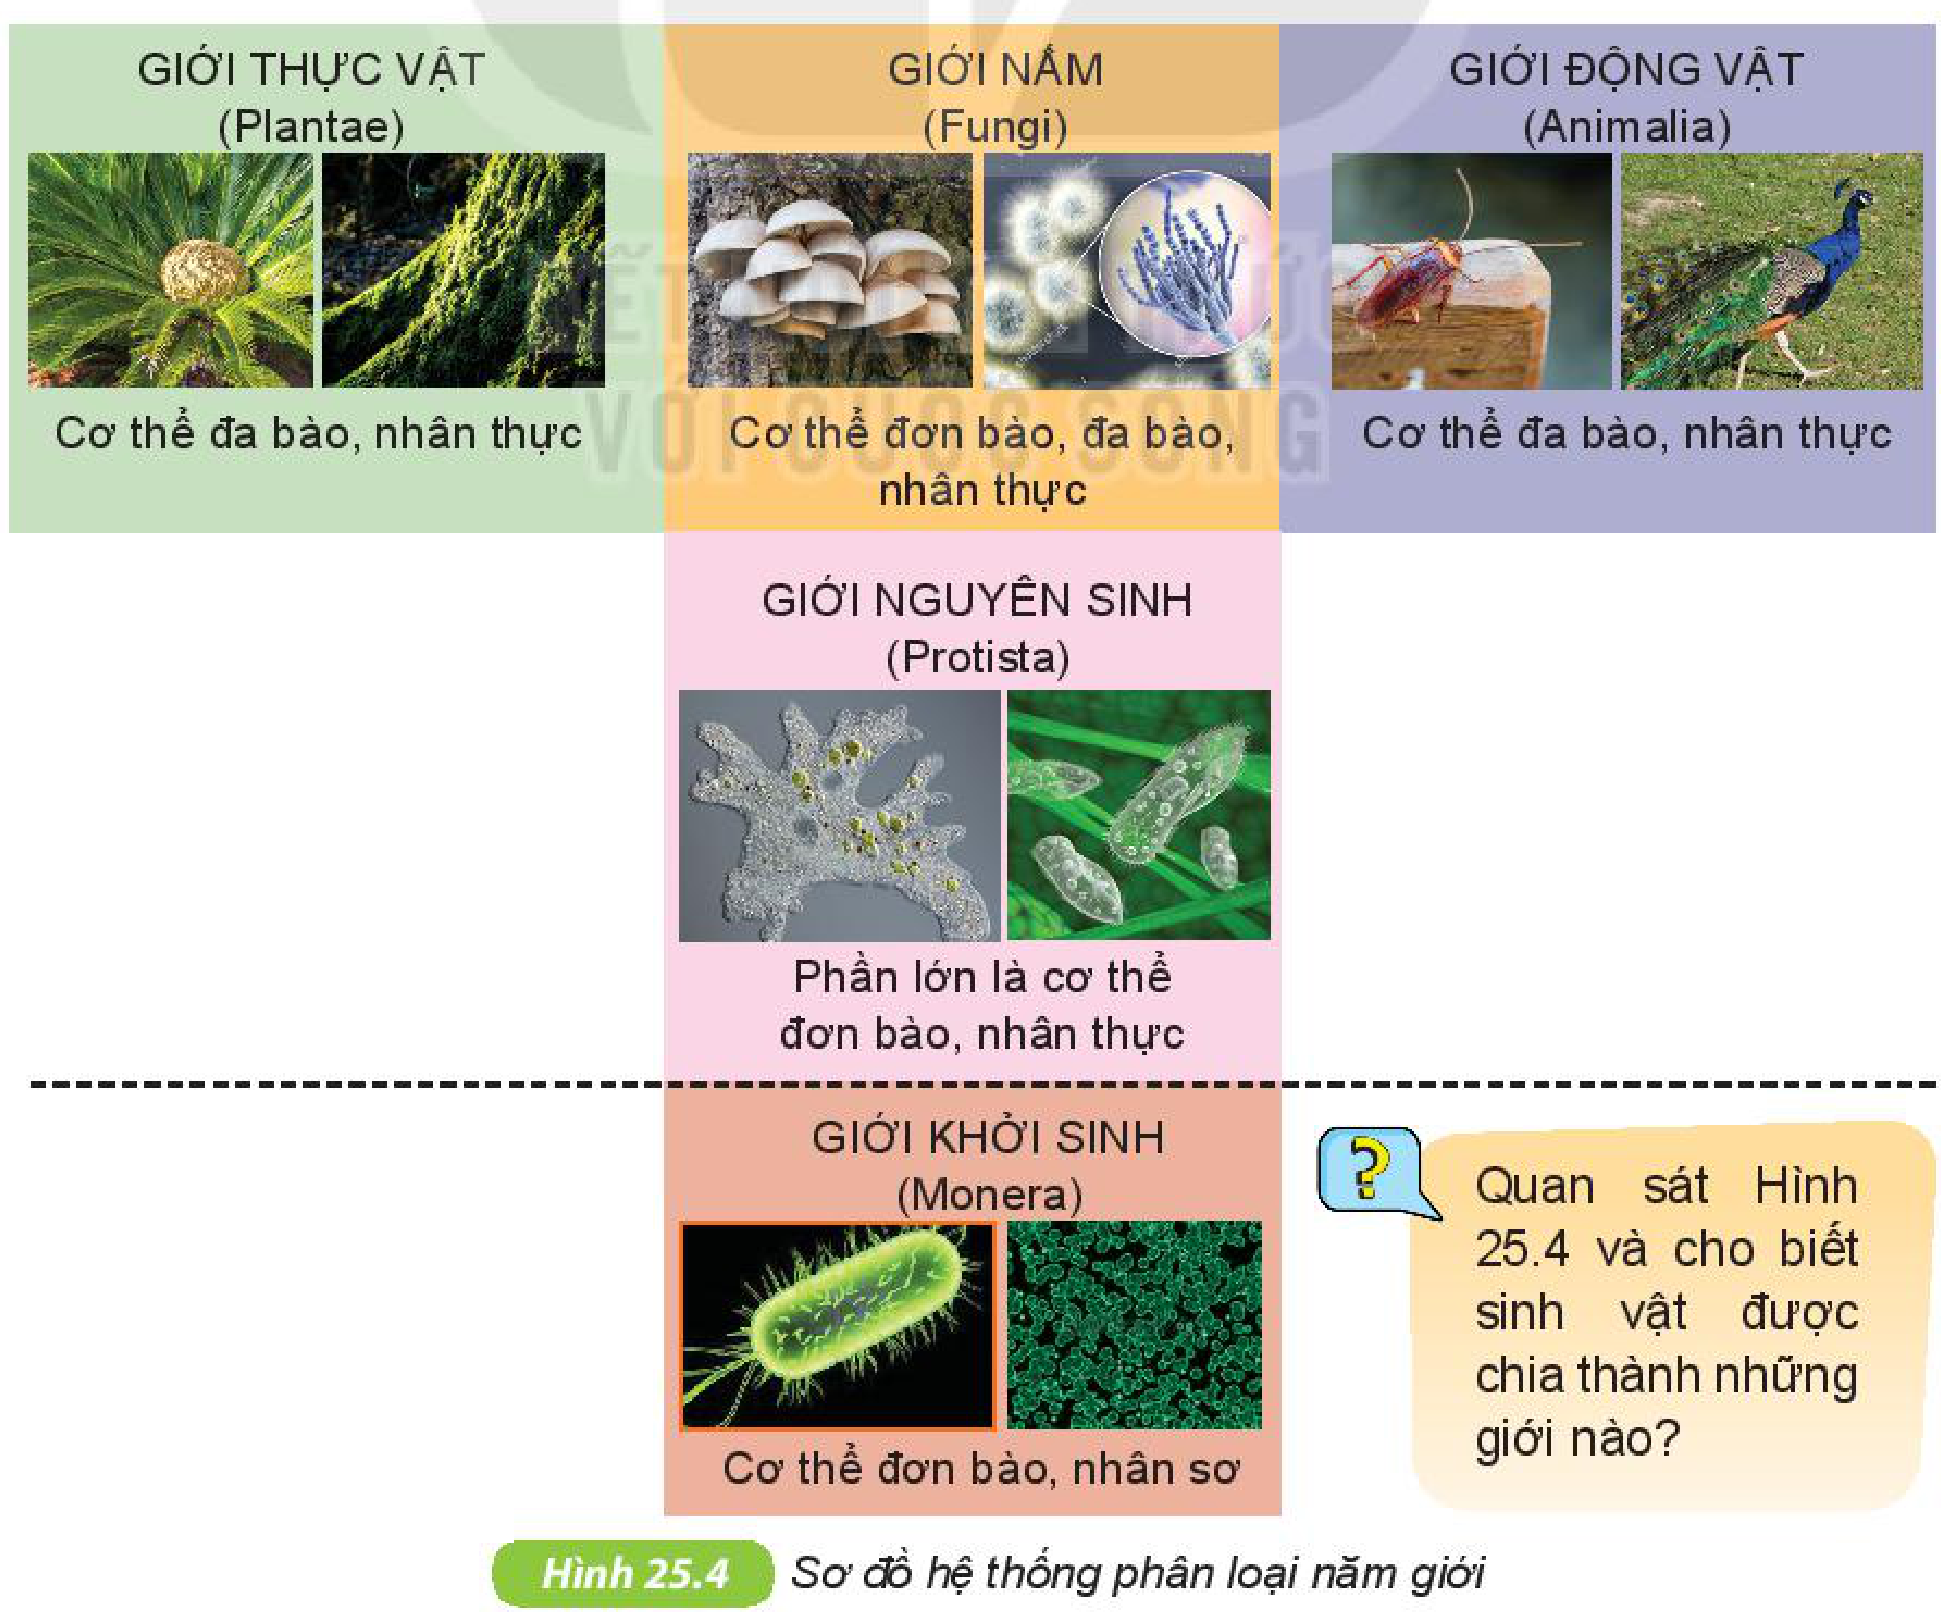 GIỚI THỰC VẬT
(Plantae)
Cơ thể đa bào, nhân thực
GIỚI NẤM
(Fungi)
Cơ thể đơn bào, đa bào,
nhân thực
GIỚI ĐỘNG VẬT
(Animalia)
Cơ thể đa bào, nhân thực
VỚI CUỘC SỐNG
GIỚI NGUYÊN SINH
(Protista)
Phần lớn là cơ thể
đơn bào, nhân thực
GIỚI KHỞI SINH
(Monera)
Cơ thể đơn bào, nhân sơ
?
Quan sát Hình
25.4 và cho biết
sinh vật được
chia thành những
giới nào?
Hình 25.4 Sơ đồ hệ thống phân loại năm giới